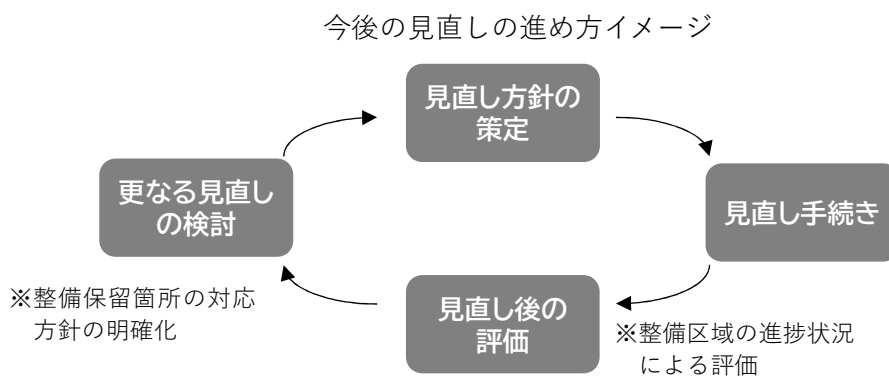 今後の見直しの進め方イメージ
見直し方針の
策定
更なる見直し
の検討
見直し手続き
見直し後の
評価
※整備保留箇所の対応
方針の明確化
※整備区域の進捗状況
による評価